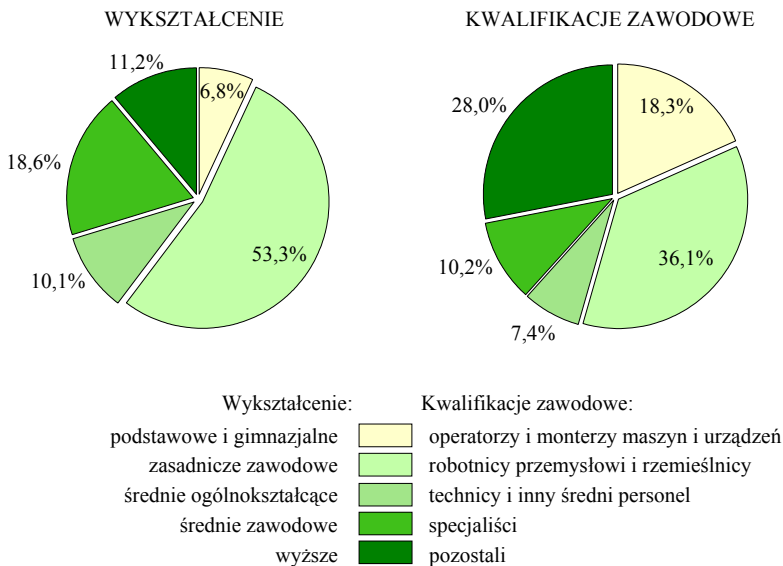 WYKSZTAŁCENIE
KWALIFIKACJE ZAWODOWE
11,2%
6,8%
18,6%
10,1%
53,3%
28,0%
18,3%
10,2%
7,4%
36,1%
Wykształcenie: Kwalifikacje zawodowe:
podstawowe i gimnazjalne operatorzy i monterzy maszyn i urządzeń
zasadnicze zawodowe robotnicy przemysłowi i rzemieślnicy
średnie ogólnokształcące technicy i inny średni personel
średnie zawodowe specjaliści
wyższe pozostali